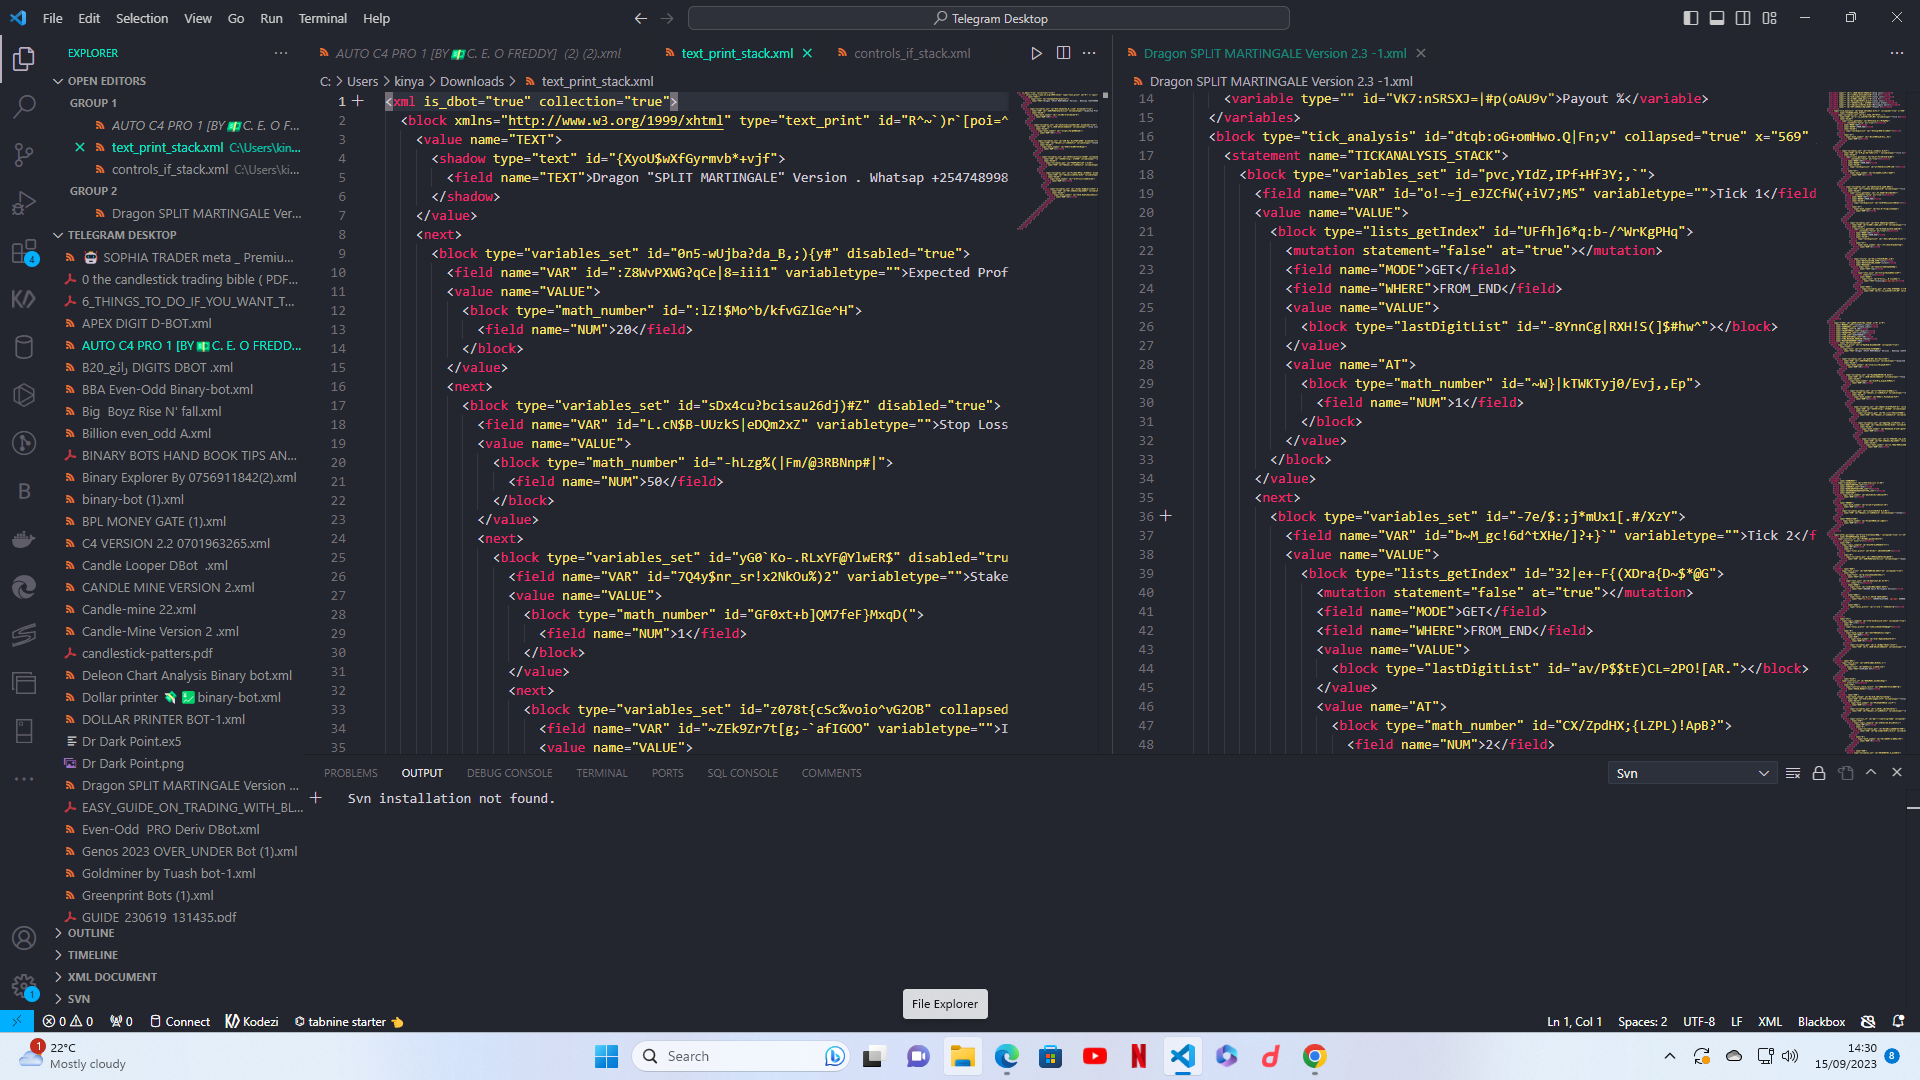 File Edit Selection View Go Run Terminal Help
Telegram Desktop
EXPLORER
OPEN EDITORS
GROUP 1
AUTO C4 PRO 1 [BY 💵C. E. O F...
text_print_stack.xml C:\Users\kin...
controls_if_stack.xml C:\Users\ki...
GROUP 2
Dragon SPLIT MARTINGALE Ver...
TELEGRAM DESKTOP
SOPHIA TRADER meta _ Premiu...
0 the candlestick trading bible ( PDF...
6_THINGS_TO_DO_IF_YOU_WANT_T...
APEX DIGIT D-BOT.xml
AUTO C4 PRO 1 [BY 💵C. E. O FREDD...
BBA Even-Odd Binary-bot.xml
Big Boyz Rise N' fall.xml
Billion even_odd A.xml
BINARY BOTS HAND BOOK TIPS AN...
Binary Explorer By 0756911842(2).xml
binary-bot (1).xml
BPL MONEY GATE (1).xml
C4 VERSION 2.2 0701963265.xml
Candle Looper DBot .xml
CANDLE MINE VERSION 2.xml
Candle-mine 22.xml
Candle-Mine Version 2 .xml
candlestick-patters.pdf
Deleon Chart Analysis Binary bot.xml
Dollar printer 💸 💹binary-bot.xml
DOLLAR PRINTER BOT-1.xml
Dr Dark Point.ex5
Dr Dark Point.png
Dragon SPLIT MARTINGALE Version ...
EASY_GUIDE_ON_TRADING_WITH_BL...
Even-Odd PRO Deriv DBot.xml
Genos 2023 OVER_UNDER Bot (1).xml
Goldminer by Tuash bot-1.xml
Greenprint Bots (1).xml
GUIDE_230619_131435.pdf
OUTLINE
TIMELINE
XML DOCUMENT
SVN
AUTO C4 PRO 1 [BY 💵C. E. O FREDDY] (2) (2).xml
text_print_stack.xml
controls_if_stack.xml
C: > Users > kinya > Downloads > text_print_stack.xml
1 <xml is_dbot="true" collection="true">
2 <block xmlns="http://www.w3.org/1999/xhtml" type="text_print" id="R^~`)r`[poi=^
3 <value name="TEXT">
4 <shadow type="text" id="{XyoU$wXfGyrmvb*+vjf">
5 <field name="TEXT">Dragon "SPLIT MARTINGALE" Version . Whatsap +254748998
6 </shadow>
7 </value>
8 <next>
9 <block type="variables_set" id="0n5-wUjba?da_B,;){y#" disabled="true">
10 <field name="VAR" id=":Z8WvPXWG?qCe|8=iii1" variabletype="">Expected Prof
11 <value name="VALUE">
12 <block type="math_number" id=":lZ!$Mo^b/kfvGZlGe^H">
13 <field name="NUM">20</field>
14 </block>
15 </value>
16 <next>
17 <block type="variables_set" id="sDx4cu?bcisau26dj)#Z" disabled="true">
18 <field name="VAR" id="L.cN$B-UUzkS|eDQm2xZ" variabletype="">Stop Loss
19 <value name="VALUE">
20 <block type="math_number" id="-hLzg%(|Fm/@3RBNnp#|">
21 <field name="NUM">50</field>
22 </block>
23 </value>
24 <next>
25 <block type="variables_set" id="yG0`Ko-.RLxYF@YlwER$" disabled="tru
26 <field name="VAR" id="7Q4y$nr_sr!x2NkOu%)2" variabletype="">Stake
27 <value name="VALUE">
28 <block type="math_number" id="GF0xt+b]QM7feF}MxqD(">
29 <field name="NUM">1</field>
30 </block>
31 </value>
32 <next>
33 <block type="variables_set" id="z078t{cSc%voio^vG2OB" collapsed
34 <field name="VAR" id="~ZEk9Zr7t[g;-`afIGOO" variabletype="">I
35 <value name="VALUE">
Dragon SPLIT MARTINGALE Version 2.3 -1.xml
Dragon SPLIT MARTINGALE Version 2.3 -1.xml
14 <variable type="" id="VK7:nSRSXJ=|#p(oAU9v">Payout %</variable>
15 </variables>
16 <block type="tick_analysis" id="dtqb:oG+omHwo.Q|Fn;v" collapsed="true" x="569"
17 <statement name="TICKANALYSIS_STACK">
18 <block type="variables_set" id="pvc,YIdZ,IPf+Hf3Y;,`">
19 <field name="VAR" id="o!--=j_eJZCfW(+iV7;MS" variabletype="">Tick 1</field
20 <value name="VALUE">
21 <block type="lists_getIndex" id="UFfh]6*q:b-/^WrKgPHq">
22 <mutation statement="false" at="true"></mutation>
23 <field name="MODE">GET</field>
24 <field name="WHERE">FROM_END</field>
25 <value name="VALUE">
26 <block type="lastDigitList" id="-8YnnCg|RXH!S(]$#hw^"></block>
27 </value>
28 <value name="AT">
29 <block type="math_number" id="~W}|kTWKTyj0/Evj,,Ep">
30 <field name="NUM">1</field>
31 </block>
32 </value>
33 </block>
34 </value>
35 <next>
36 <block type="variables_set" id="-7e/$:;j*mUx1[.#/XzY">
37 <field name="VAR" id="b~M_gc!6d^tXHe/]?+}`" variabletype="">Tick 2</f
38 <value name="VALUE">
39 <block type="lists_getIndex" id="32|e+-F{(XDra{D~$*@G">
40 <mutation statement="false" at="true"></mutation>
41 <field name="MODE">GET</field>
42 <field name="WHERE">FROM_END</field>
43 <value name="VALUE">
44 <block type="lastDigitList" id="av/P$$tE)CL=2PO![AR."></block>
45 </value>
46 <value name="AT">
47 <block type="math_number" id="CX/ZpdHX;{LZPL)!ApB?">
48 <field name="NUM">2</field>
PROBLEMS OUTPUT DEBUG CONSOLE TERMINAL PORTS SQL CONSOLE COMMENTS
Svn
Svn installation not found.
File Explorer
0 0 0 Connect Kodezi tabnine starter
Ln 1, Col 1 Spaces: 2 UTF-8 LF XML Blackbox
1 22°C
Mostly cloudy
Search
14:30
15/09/2023
8